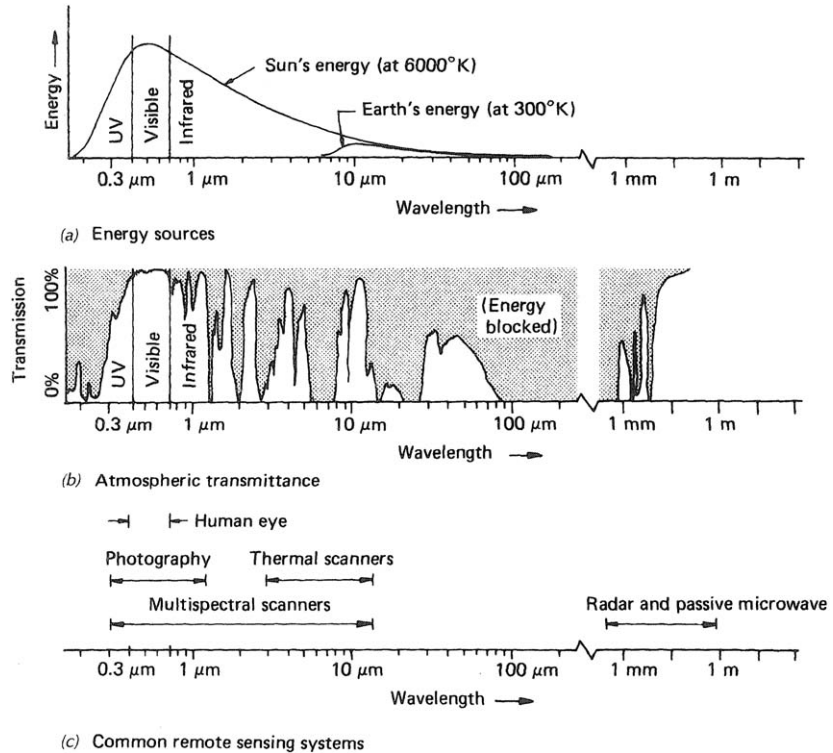 Energy
UV
Visible
Infrared
Sun's energy (at 6000°K)
Earth's energy (at 300°K)
0.3 μm 1 μm 10 μm 100 μm 1 mm 1 m
Wavelength
(a) Energy sources
Transmission
100%
0%
UV
Visible
Infrared
(Energy
blocked)
0.3 μm 1 μm 10 μm 100 μm 1 mm 1 m
Wavelength
(b) Atmospheric transmittance
Human eye
Photography Thermal scanners
Multispectral scanners Radar and passive microwave
0.3 μm 1 μm 10 μm 100 μm 1 mm 1 m
Wavelength
(c) Common remote sensing systems